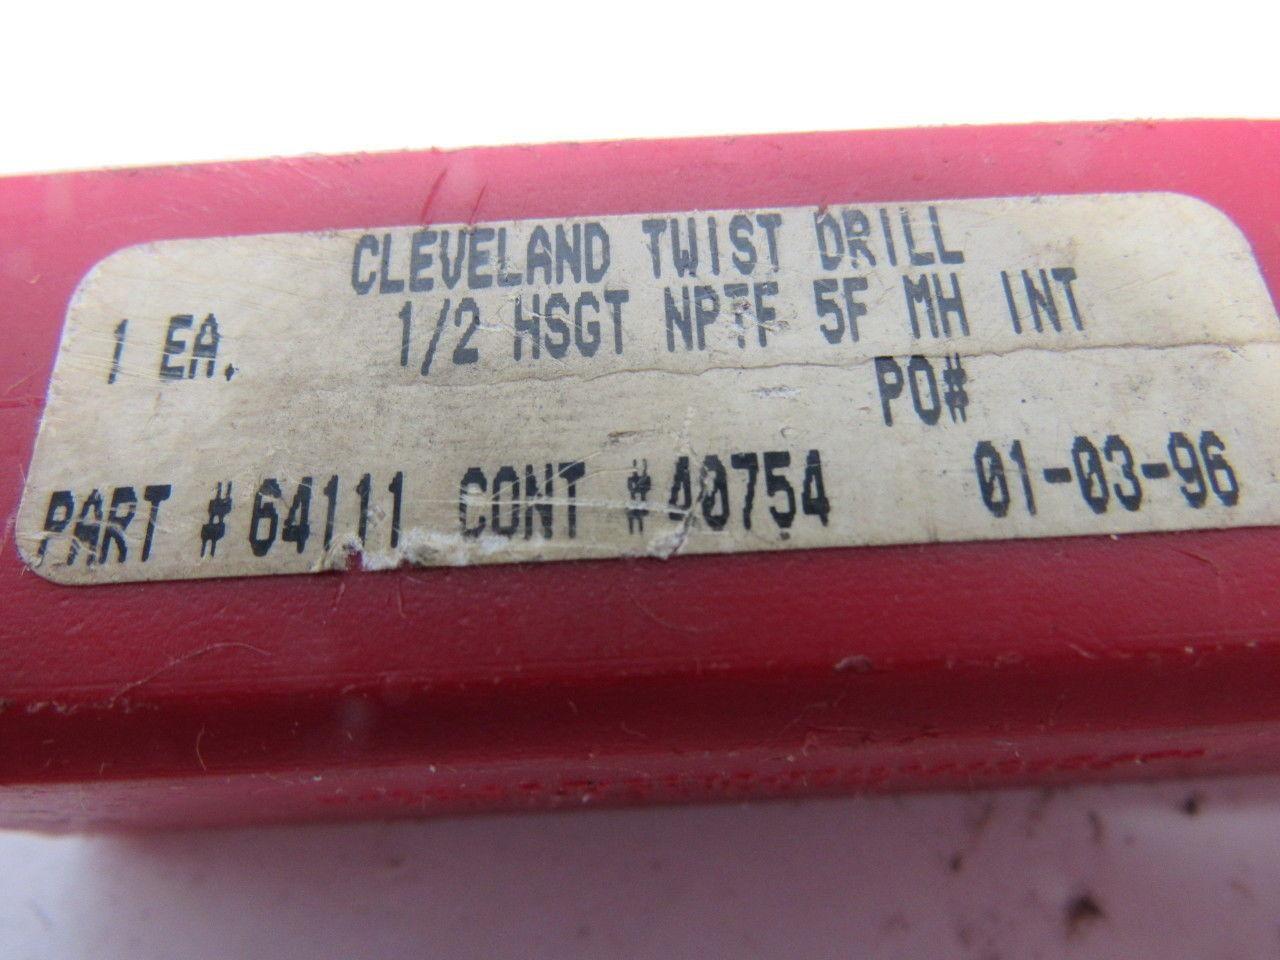 CLEVELAND TWIST DRILL
1 EA. 1/2 HSGT NPTF 5F MH INT
PO#
PART #64111 CONT #40754 01-03-96